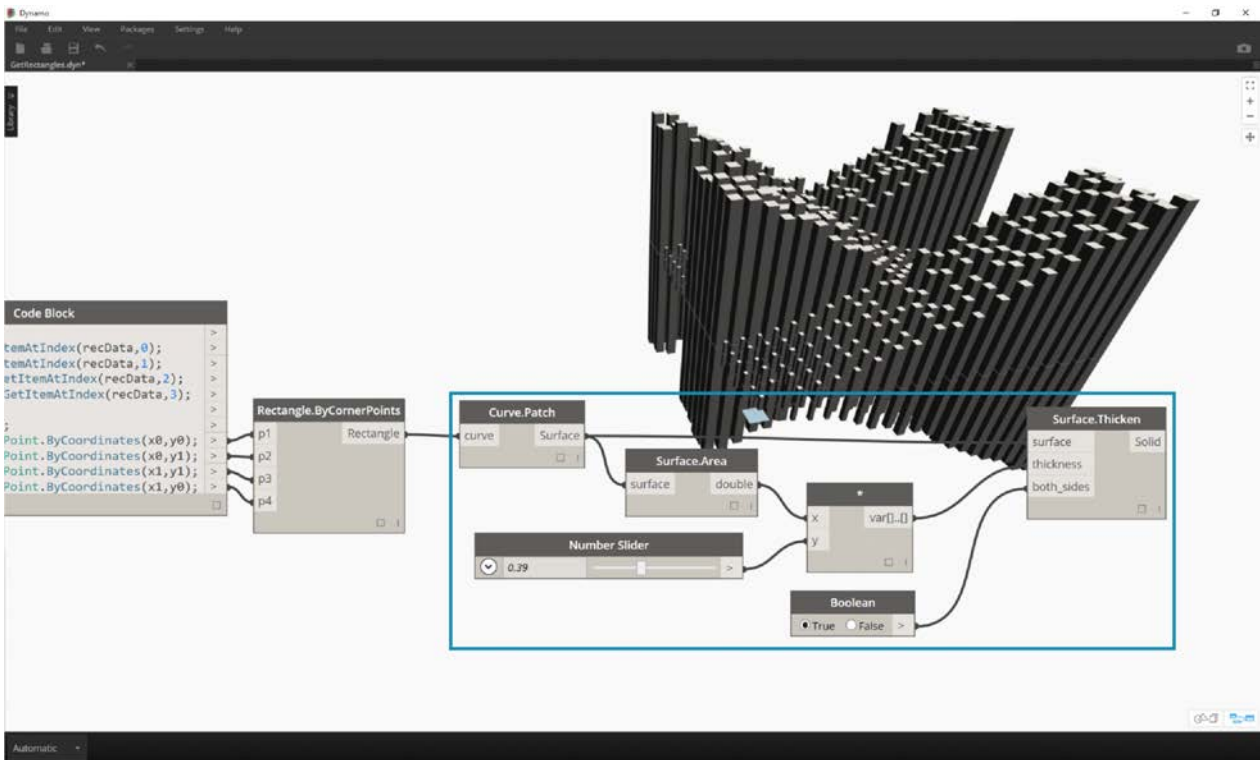 Dynamo
File Edit View Packages Settings Help
GetRectangles.dyn*
Library
Code Block
temAtIndex(recData,0);
temAtIndex(recData,1);
etItemAtIndex(recData,2);
GetItemAtIndex(recData,3);
;
Point.ByCoordinates(x0,y0);
Point.ByCoordinates(x0,y1);
Point.ByCoordinates(x1,y1);
Point.ByCoordinates(x1,y0);
Rectangle.ByCornerPoints
p1 Rectangle
p2
p3
p4
Curve.Patch
curve Surface
Surface.Area
surface double
Number Slider
0.39 >
*
x var[]..[]
y
Boolean
True False >
Surface.Thicken
surface Solid
thickness
both_sides
Automatic